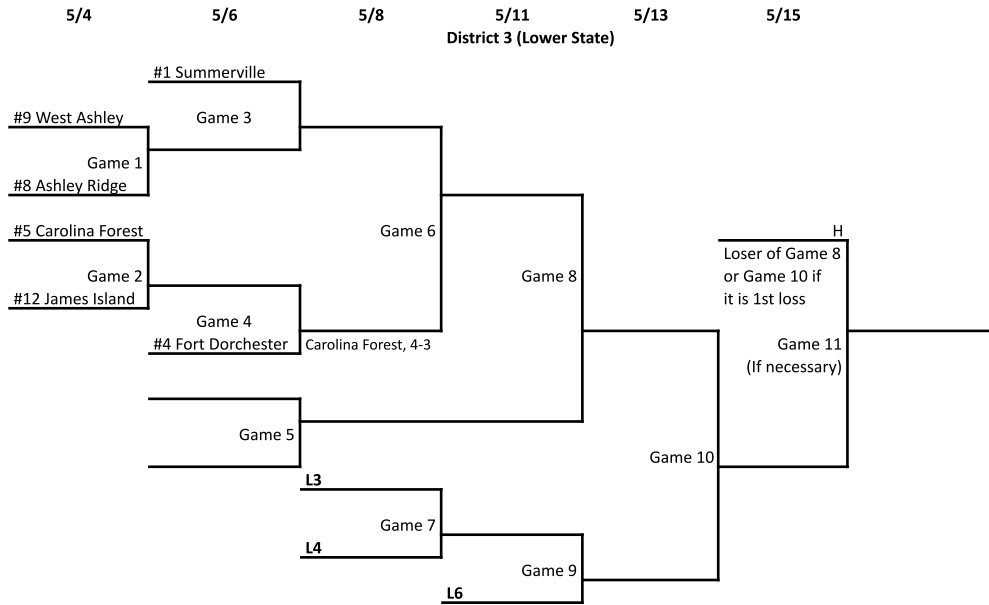 5/4 5/6 5/8 5/11 5/13 5/15
District 3 (Lower State)
#1 Summerville
#9 West Ashley
Game 3
Game 1
#8 Ashley Ridge
#5 Carolina Forest
Game 6
H
Game 2
Game 8
Loser of Game 8
or Game 10 if
it is 1st loss
#12 James Island
Game 4
#4 Fort Dorchester
Carolina Forest, 4-3
Game 11
(If necessary)
Game 5
Game 10
L3
Game 7
L4
Game 9
L6